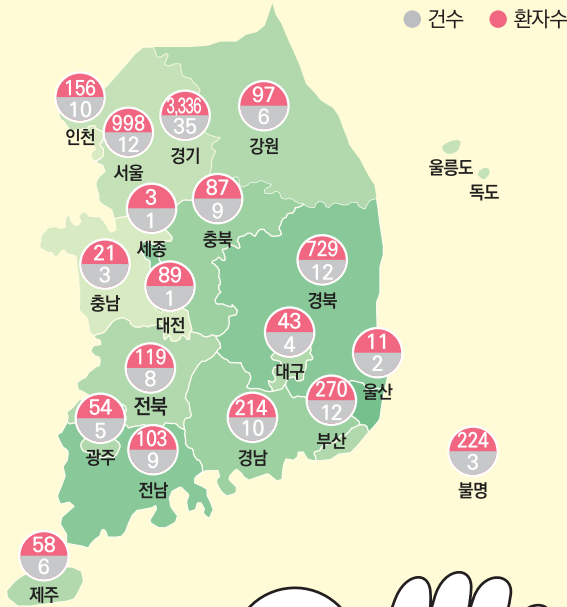 건수 환자수
156
10
인천
998
12
서울
3,336
35
경기
97
6
강원
울릉도
독도
3
1
세종
87
9
충북
21
3
충남
89
1
대전
729
12
경북
43
4
대구
11
2
울산
119
8
전북
270
12
부산
54
5
광주
103
9
전남
214
10
경남
224
3
불명
58
6
제주